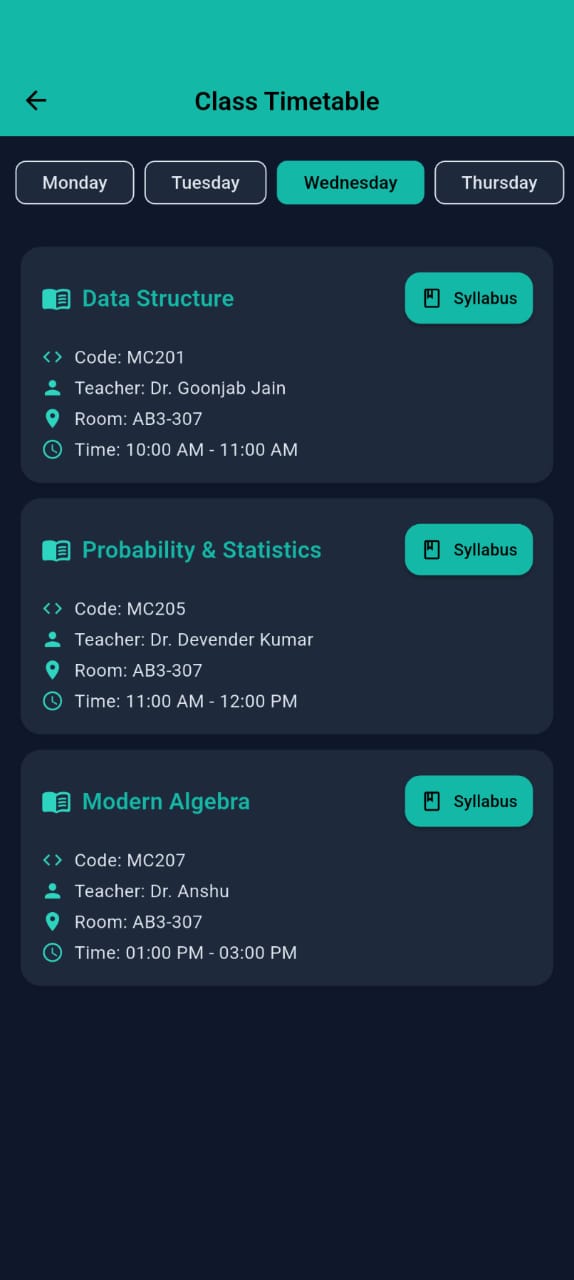 Class Timetable
Monday Tuesday Wednesday Thursday
Data Structure Syllabus
Code: MC201
Teacher: Dr. Goonjab Jain
Room: AB3-307
Time: 10:00 AM - 11:00 AM
Probability & Statistics Syllabus
Code: MC205
Teacher: Dr. Devender Kumar
Room: AB3-307
Time: 11:00 AM - 12:00 PM
Modern Algebra Syllabus
Code: MC207
Teacher: Dr. Anshu
Room: AB3-307
Time: 01:00 PM - 03:00 PM